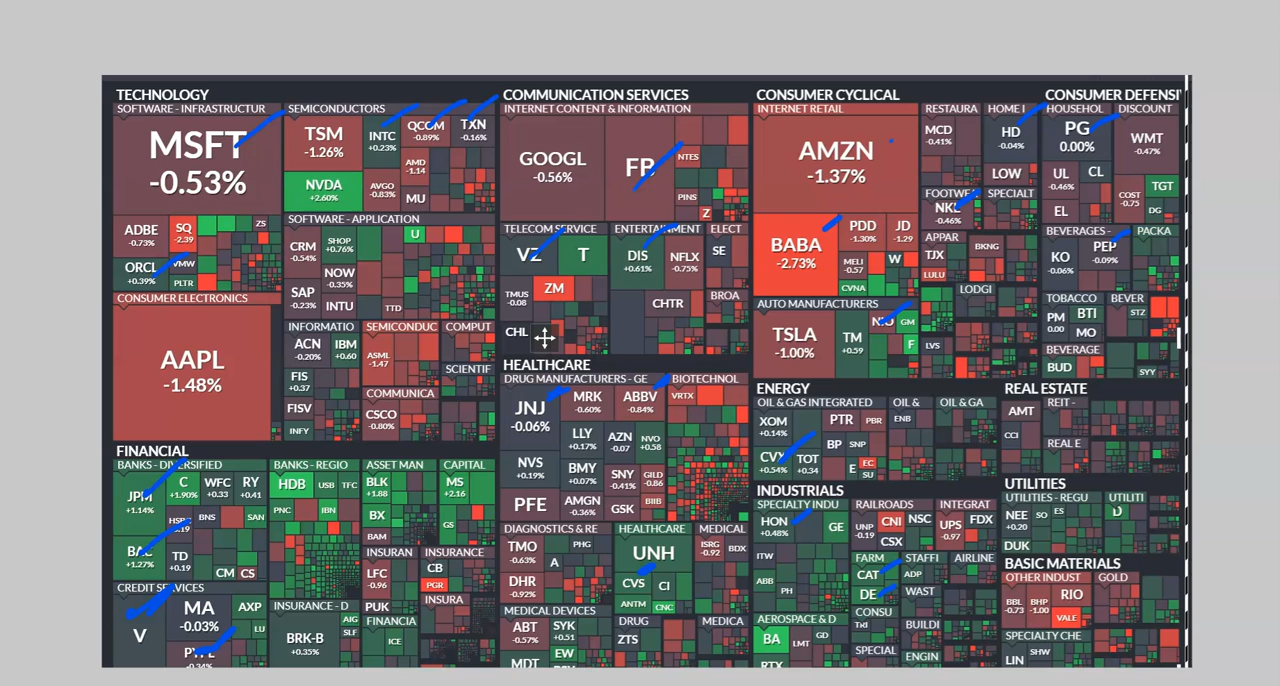 TECHNOLOGY
SOFTWARE - INFRASTRUCTUR
MSFT
-0.53%
ADBE
-0.73%
SQ
-2.39
ZS
ORCL
+0.39%
VMW
PLTR
CONSUMER ELECTRONICS
AAPL
-1.48%
SEMICONDUCTORS
TSM
-1.26%
INTC
+0.23%
QCOM
-0.89%
TXN
-0.16%
NVDA
+2.60%
AVGO
-0.83%
AMD
-1.14
MU
SOFTWARE - APPLICATION
CRM
-0.54%
SHOP
+0.76%
U
NOW
-0.35%
SAP
-0.23%
INTU
TTD
INFORMATIO
ACN
-0.20%
IBM
+0.60
FIS
+0.37
FISV
INFY
SEMICONDUC
ASML
-1.47
COMPUT
SCIENTIF
COMMUNICA
CSCO
-0.80%
COMMUNICATION SERVICES
INTERNET CONTENT & INFORMATION
GOOGL
-0.56%
FB
NTES
PINS
Z
TELECOM SERVICE
VZ
T
TMUS
-0.08
ZM
CHL
ENTERTAINMENT
DIS
+0.61%
NFLX
-0.75%
CHTR
ELECT
SE
BROA
CONSUMER CYCLICAL
INTERNET RETAIL
AMZN
-1.37%
BABA
-2.73%
PDD
-1.30%
JD
-1.29
MELI
-0.57
W
CVNA
AUTO MANUFACTURERS
TSLA
-1.00%
TM
+0.59
NIO
GM
F
RESTAURA
MCD
-0.41%
HOME I
HD
-0.04%
LOW
FOOTWEA
NKE
-0.46%
SPECIALT
APPAR
TJX
LULU
BKNG
LODGI
LVS
CONSUMER DEFENSI
HOUSEHOL
PG
0.00%
UL
-0.46%
CL
EL
DISCOUNT
WMT
-0.47%
COST
-0.75
TGT
DG
BEVERAGES -
KO
-0.06%
PEP
-0.09%
PACKA
TOBACCO
PM
0.00
BTI
MO
BEVER
STZ
BEVERAGE
BUD
SYY
HEALTHCARE
DRUG MANUFACTURERS - GE
JNJ
-0.06%
MRK
-0.60%
ABBV
-0.84%
LLY
+0.17%
AZN
-0.07
NVO
+0.58
NVS
+0.19%
BMY
+0.07%
SNY
-0.41%
GILD
-0.86
PFE
AMGN
-0.36%
GSK
BIIB
BIOTECHNOL
VRTX
DIAGNOSTICS & RE
TMO
-0.63%
A
PHG
DHR
-0.92%
HEALTHCARE
UNH
CVS
CI
ANTM
CNC
MEDICAL
ISRG
-0.92
BDX
MEDICAL DEVICES
ABT
-0.57%
SYK
+0.51
EW
MDT
DRUG
ZTS
MEDICA
FINANCIAL
BANKS - DIVERSIFIED
JPM
+1.14%
C
+1.90%
WFC
+0.33
RY
+0.41
BNS
SAN
BAC
+1.27%
TD
+0.19
CM
CS
CREDIT SERVICES
V
MA
-0.03%
AXP
LU
PYPL
-0.34%
BANKS - REGIO
HDB
USB
TFC
PNC
IBN
INSURANCE - D
BRK-B
+0.35%
AIG
SLF
ASSET MAN
BLK
+1.88
BX
BAM
CAPITAL
MS
+2.16
GS
INSURAN
LFC
-0.96
PUK
INSURANCE
CB
PGR
INSURA
FINANCIA
ICE
ENERGY
OIL & GAS INTEGRATED
XOM
+0.14%
PTR
PBR
CVX
+0.54%
TOT
+0.34
BP
SNP
E
EC
SU
OIL &
ENB
OIL & GA
REAL ESTATE
AMT
CCI
REIT -
REAL E
INDUSTRIALS
SPECIALTY INDU
HON
+0.48%
GE
ITW
ABB
PH
RAILROADS
UNP
-0.19
CNI
NSC
CSX
INTEGRAT
UPS
-0.97
FDX
FARM
CAT
DE
STAFFI
ADP
AIRLINE
WAST
CONSU
TRI
BUILDI
AEROSPACE & D
BA
LMT
GD
RTX
SPECIAL
ENGIN
UTILITIES
UTILITIES - REGU
NEE
+0.20
SO
ES
DUK
UTILITI
D
BASIC MATERIALS
OTHER INDUST
BBL
-0.73
BHP
-1.00
RIO
VALE
GOLD
SPECIALTY CHE
LIN
SHW